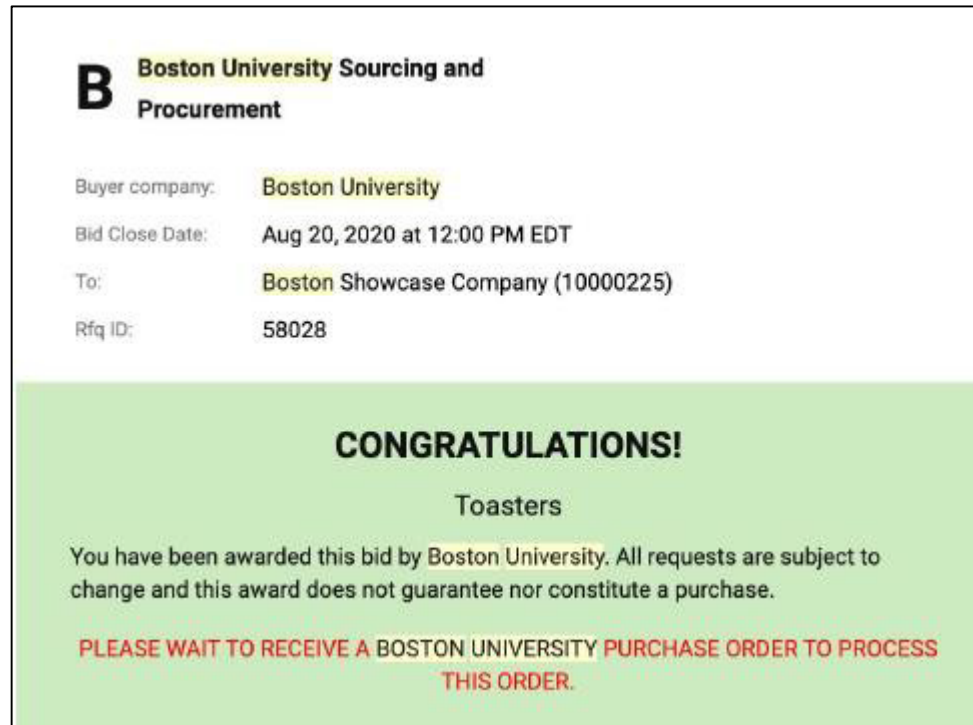 B
Boston University Sourcing and
Procurement
Buyer company: Boston University
Bid Close Date: Aug 20, 2020 at 12:00 PM EDT
To: Boston Showcase Company (10000225)
Rfq ID: 58028
CONGRATULATIONS!
Toasters
You have been awarded this bid by Boston University. All requests are subject to
change and this award does not guarantee nor constitute a purchase.
PLEASE WAIT TO RECEIVE A BOSTON UNIVERSITY PURCHASE ORDER TO PROCESS
THIS ORDER.